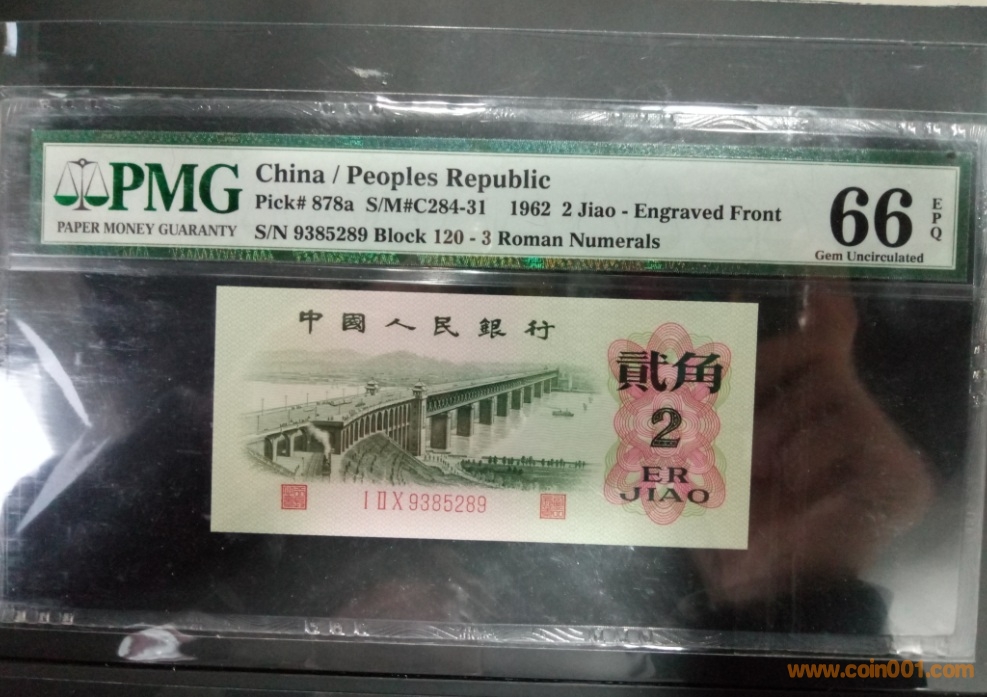 PMG
PAPER MONEY GUARANTY
China / Peoples Republic
Pick# 878a S/M#C284-31 1962 2 Jiao - Engraved Front
S/N 9385289 Block 120 - 3 Roman Numerals
66
EPQ
Gem Uncirculated
中國人民銀行
貳角
2
ER
JIAO
I II X 9385289
www.coin001.com